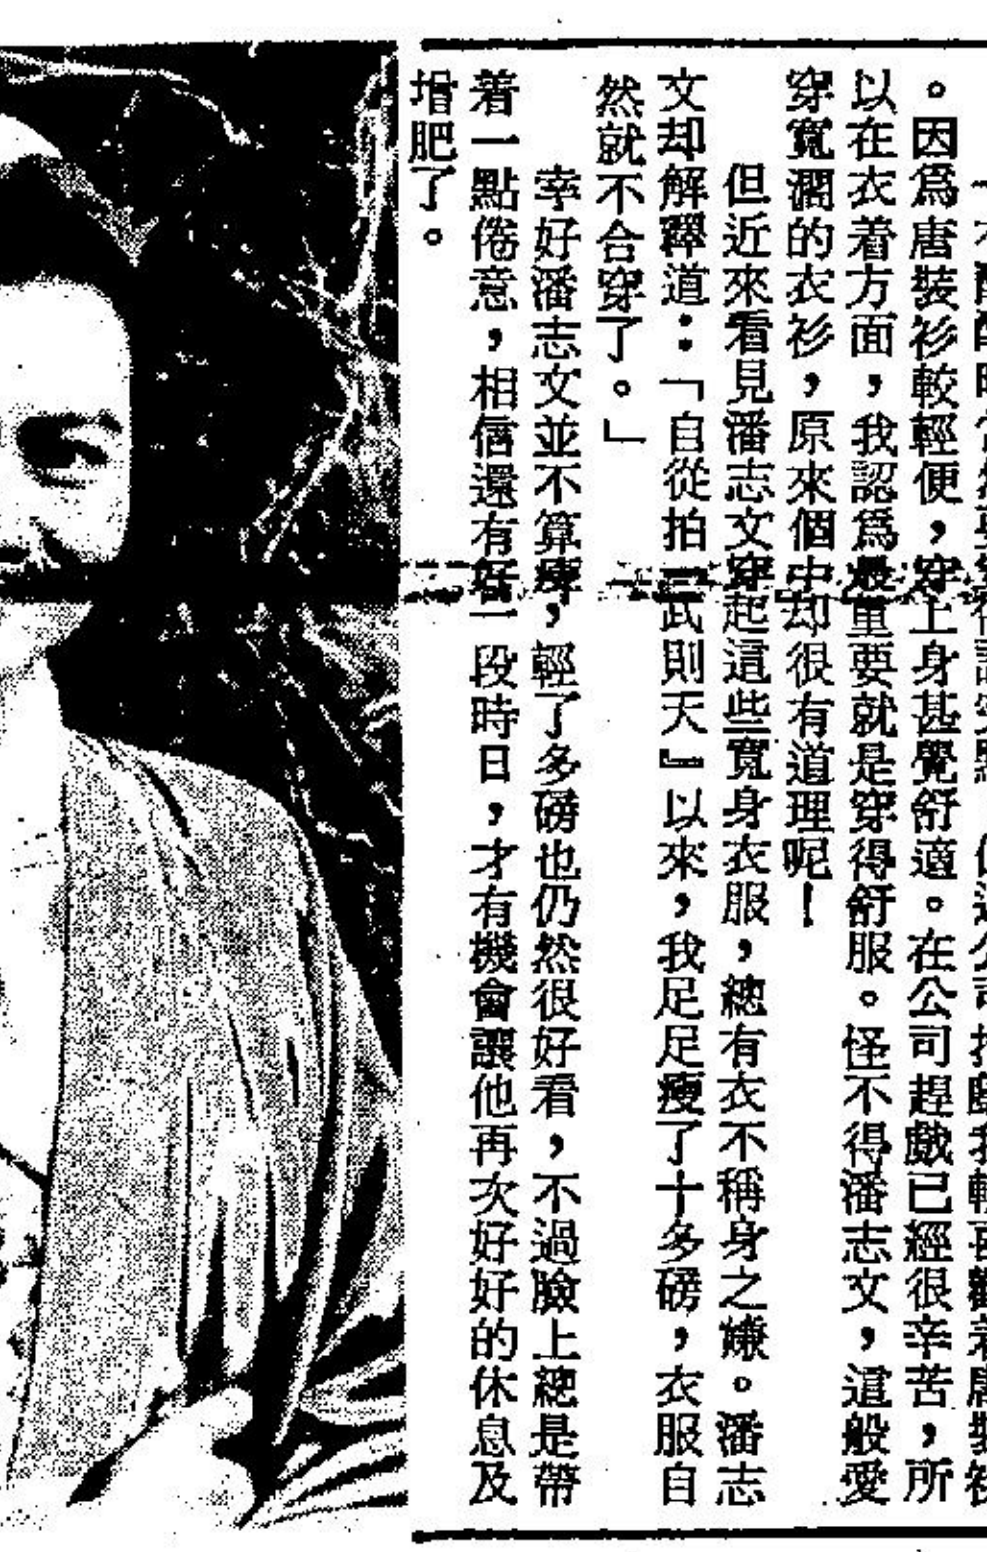 。因爲唐裝衫較輕便，穿上身甚覺舒適。在公司趕戲已經很辛苦，所
以在衣着方面，我認爲最重要就是穿得舒服。怪不得潘志文，這般愛
穿寬濶的衣衫，原來個中却很有道理呢！
但近來看見潘志文穿起這些寬身衣服，總有衣不稱身之嫌。潘志
文却解釋道：「自從拍『武則天』以來，我足足瘦了十多磅，衣服自
然就不合穿了。」
幸好潘志文並不算瘦，輕了多磅也仍然很好看，不過臉上總是帶
着一點倦意，相信還有好一段時日，才有機會讓他再次好好的休息及
增肥了。